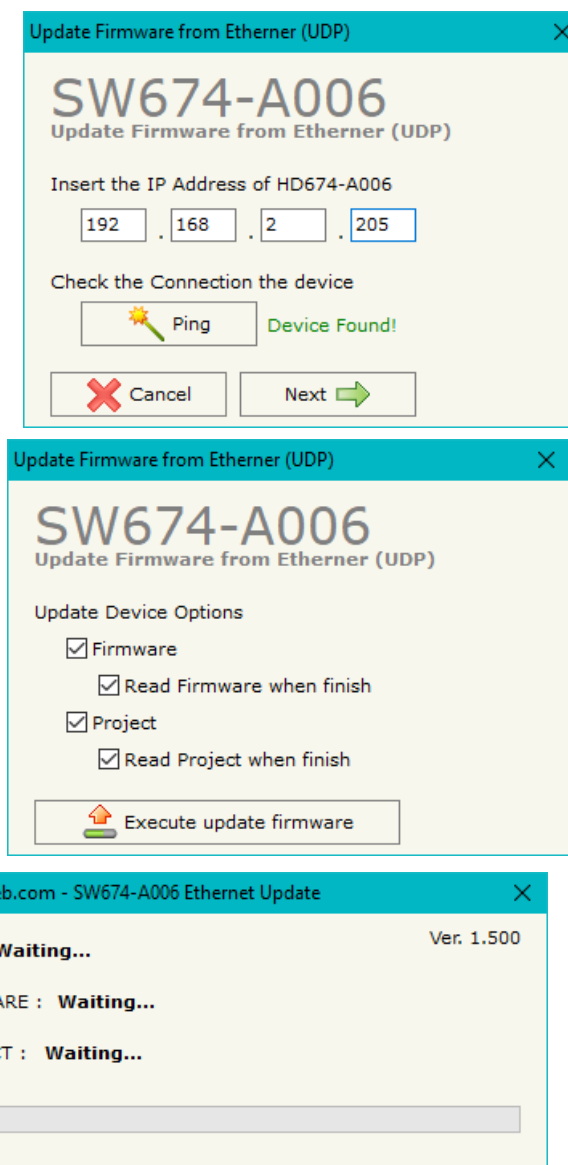 Update Firmware from Etherner (UDP)
SW674-A006
Update Firmware from Etherner (UDP)
Insert the IP Address of HD674-A006
192 . 168 . 2 . 205
Check the Connection the device
Ping Device Found!
Cancel Next
Update Firmware from Etherner (UDP)
SW674-A006
Update Firmware from Etherner (UDP)
Update Device Options
Firmware
Read Firmware when finish
Project
Read Project when finish
Execute update firmware
b.com - SW674-A006 Ethernet Update
Waiting... Ver. 1.500
ARE : Waiting...
CT : Waiting...